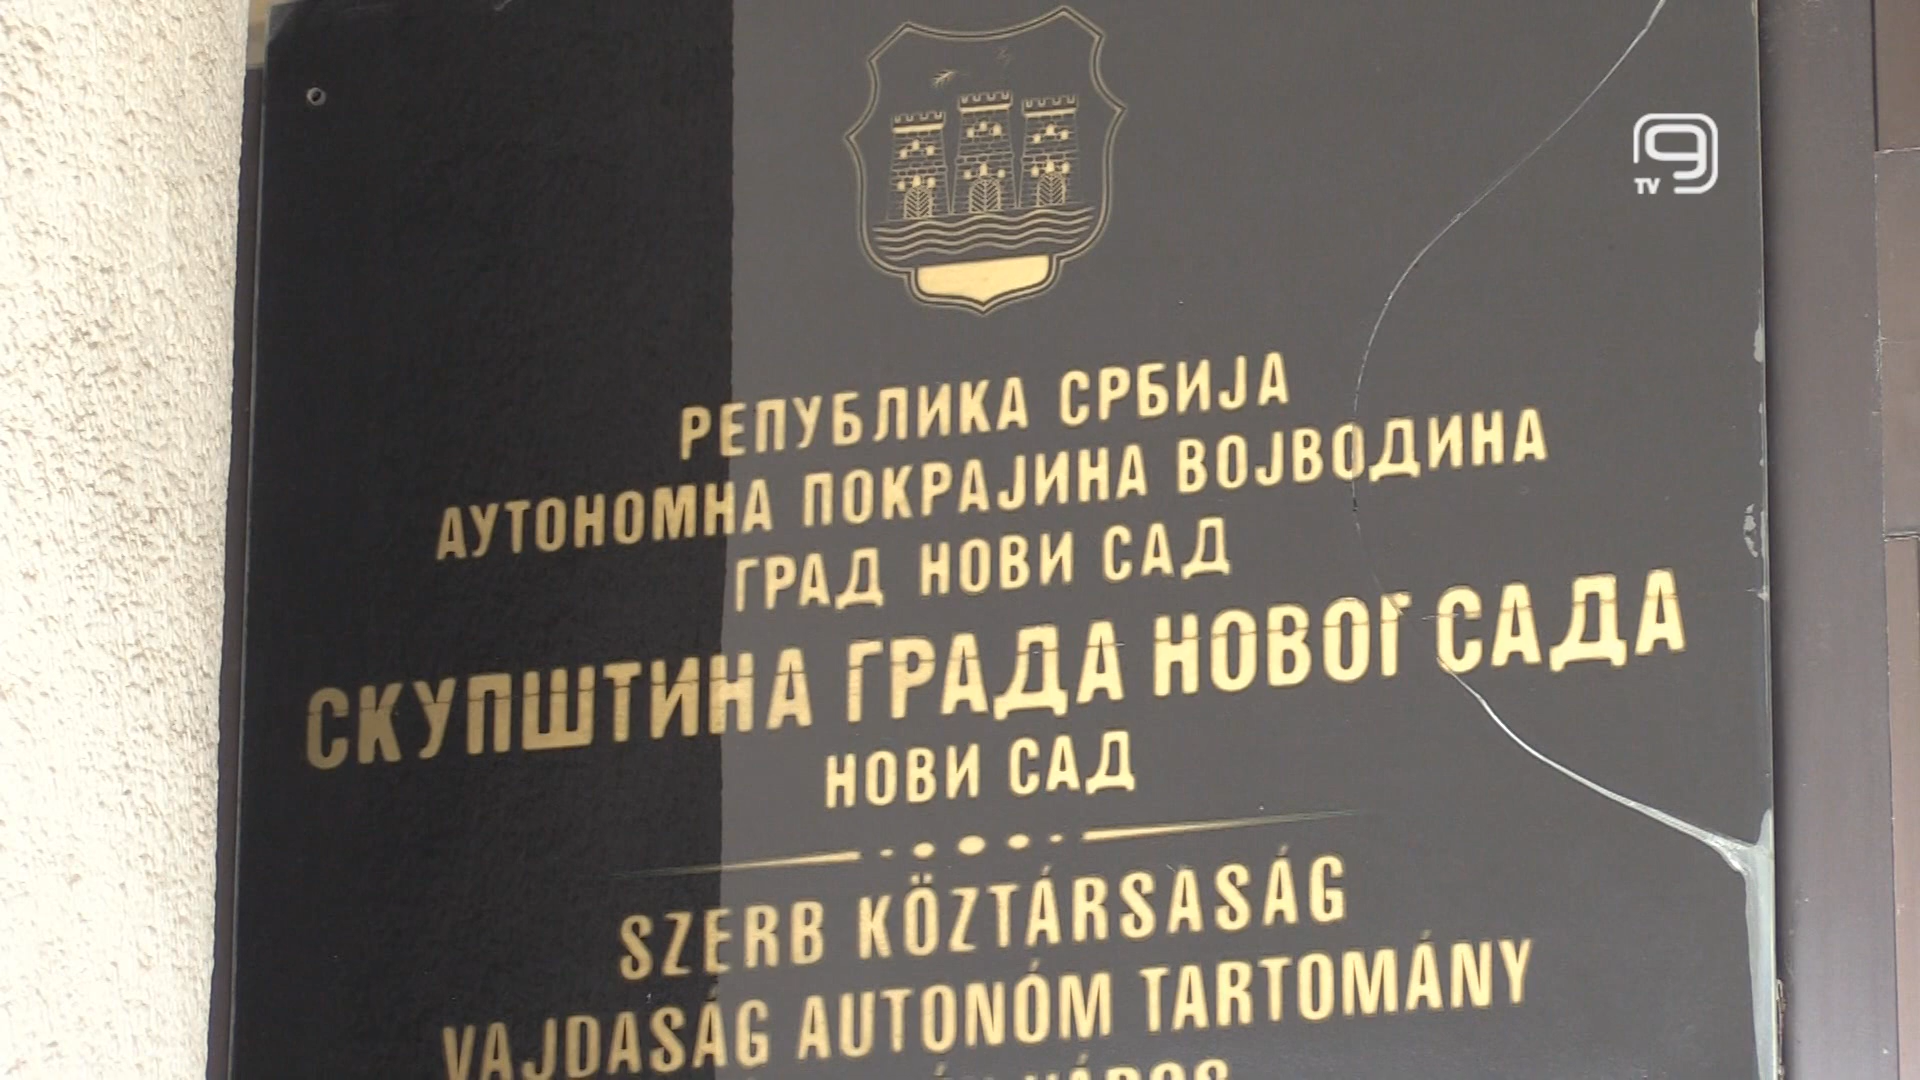 9
TV
РЕПУБЛИКА СРБИЈА
АУТОНОМНА ПОКРАЈИНА ВОЈВОДИНА
ГРАД НОВИ САД
СКУПШТИНА ГРАДА НОВОГ САДА
НОВИ САД
SZERB KÖZTÁRSASÁG
VAJDASÁG AUTONÓM TARTOMÁNY